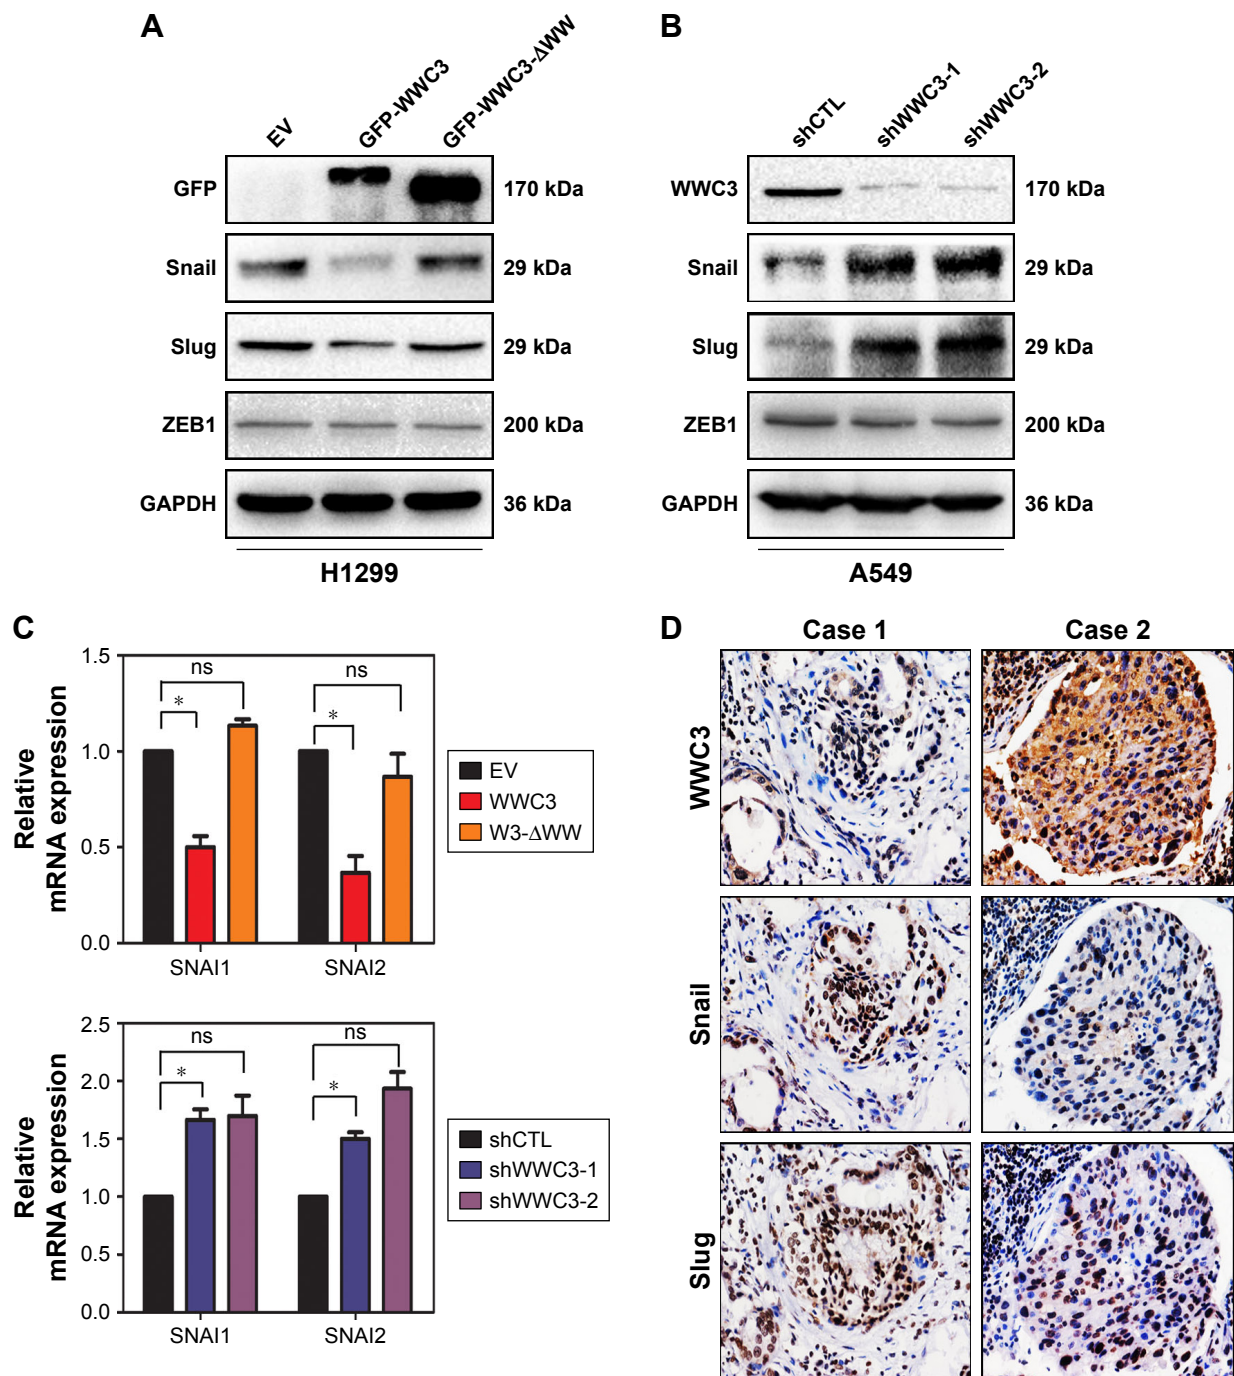 A
EV
GFP-WWC3
GFP-WWC3-ΔWW
GFP
170 kDa
Snail
29 kDa
Slug
29 kDa
ZEB1
200 kDa
GAPDH
36 kDa
H1299
B
shCTL
shWWC3-1
shWWC3-2
WWC3
170 kDa
Snail
29 kDa
Slug
29 kDa
ZEB1
200 kDa
GAPDH
36 kDa
A549
C
Relative
mRNA expression
1.5
1.0
0.5
0.0
ns
*
ns
*
SNAI1
SNAI2
EV
WWC3
W3-ΔWW
Relative
mRNA expression
2.5
2.0
1.5
1.0
0.5
0.0
ns
*
ns
*
SNAI1
SNAI2
shCTL
shWWC3-1
shWWC3-2
D
Case 1
Case 2
WWC3
Snail
Slug